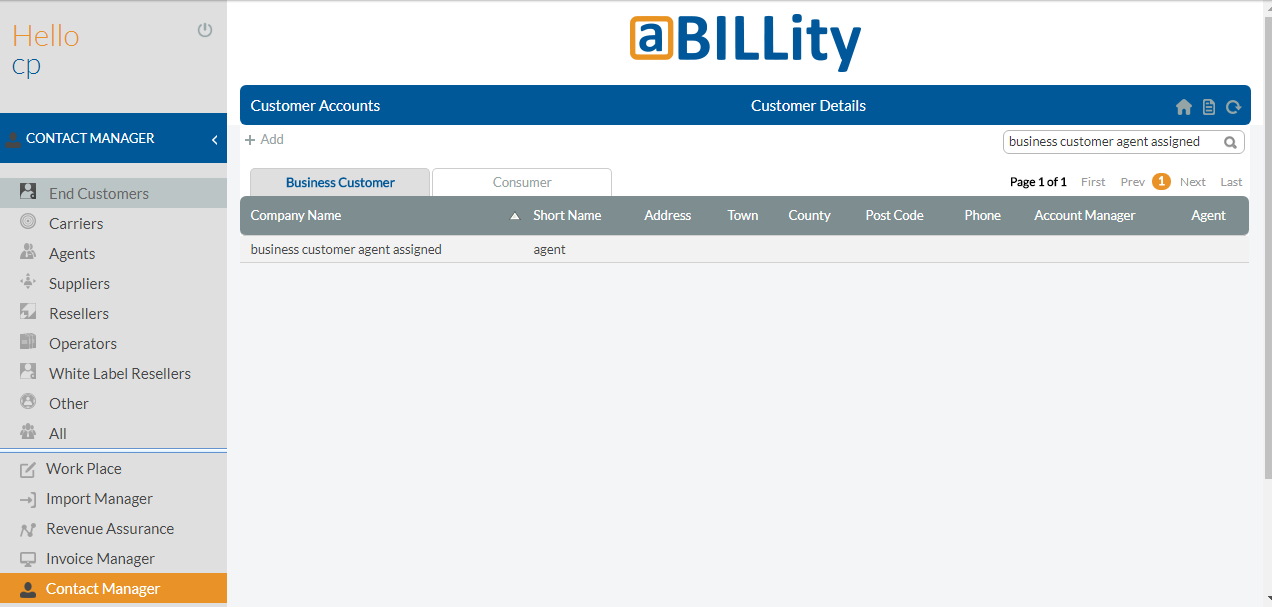 Hello
cp
aBILLity
CONTACT MANAGER
End Customers
Carriers
Agents
Suppliers
Resellers
Operators
White Label Resellers
Other
All
Work Place
Import Manager
Revenue Assurance
Invoice Manager
Contact Manager
Customer Accounts Customer Details
+ Add business customer agent assigned
Business Customer Consumer Page 1 of 1 First Prev 1 Next Last
Company Name Short Name Address Town County Post Code Phone Account Manager Agent
business customer agent assigned agent